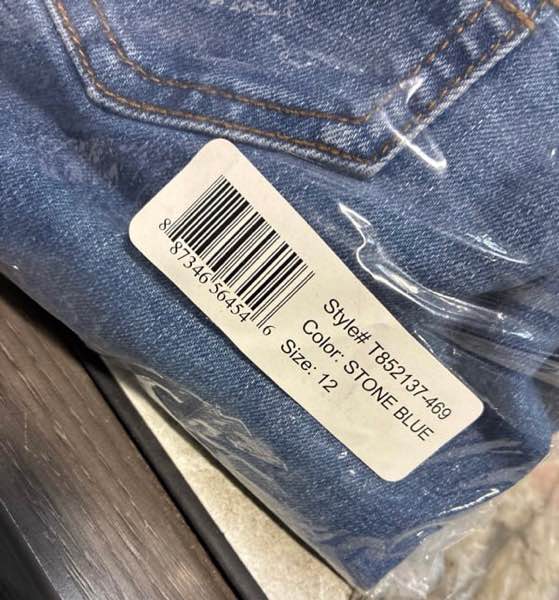 8 87346 56454 6
Style# T852137-469
Color: STONE BLUE
Size: 12